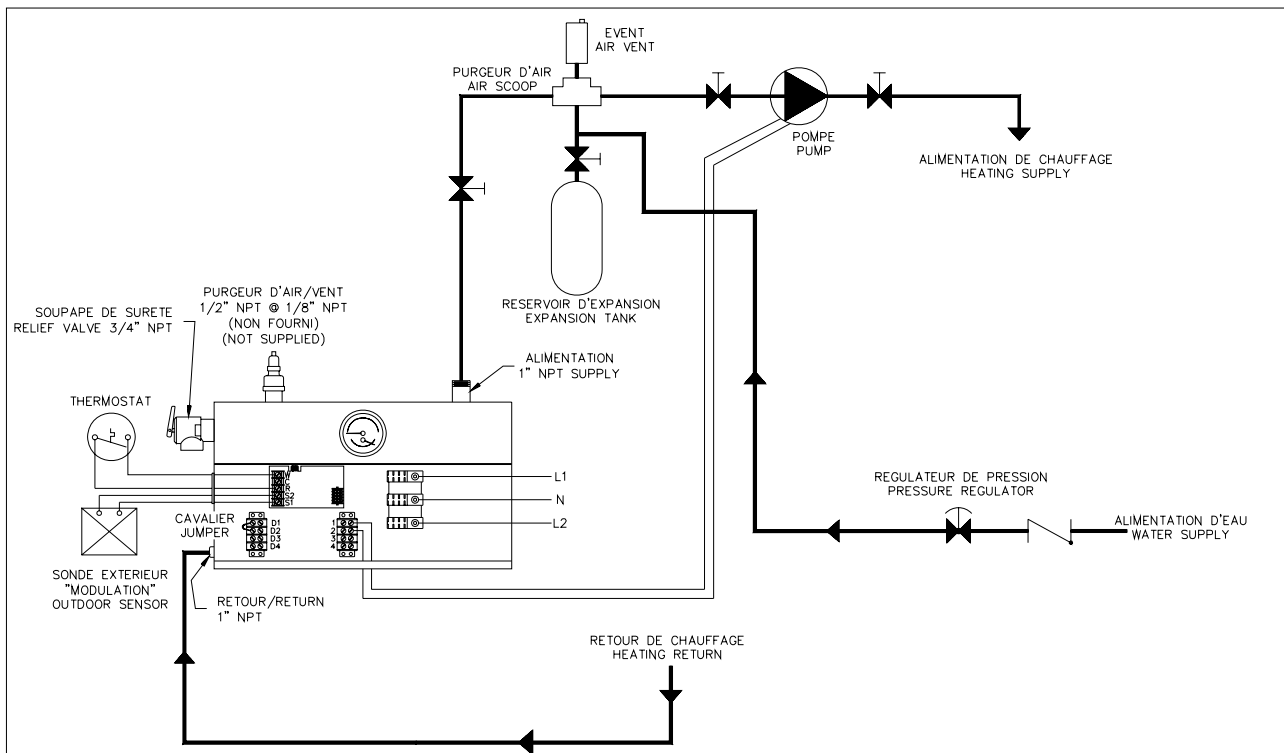 EVENT
AIR VENT
PURGEUR D'AIR
AIR SCOOP
POMPE
PUMP
ALIMENTATION DE CHAUFFAGE
HEATING SUPPLY
RESERVOIR D'EXPANSION
EXPANSION TANK
PURGEUR D'AIR/VENT
1/2" NPT @ 1/8" NPT
(NON FOURNI)
(NOT SUPPLIED)
SOUPAPE DE SURETE
RELIEF VALVE 3/4" NPT
ALIMENTATION
1" NPT SUPPLY
THERMOSTAT
W
C
R
S2
S1
L1
N
L2
REGULATEUR DE PRESSION
PRESSURE REGULATOR
ALIMENTATION D'EAU
WATER SUPPLY
CAVALIER
JUMPER
D1
D2
D3
D4
1
2
3
4
SONDE EXTERIEUR
"MODULATION"
OUTDOOR SENSOR
RETOUR/RETURN
1" NPT
RETOUR DE CHAUFFAGE
HEATING RETURN